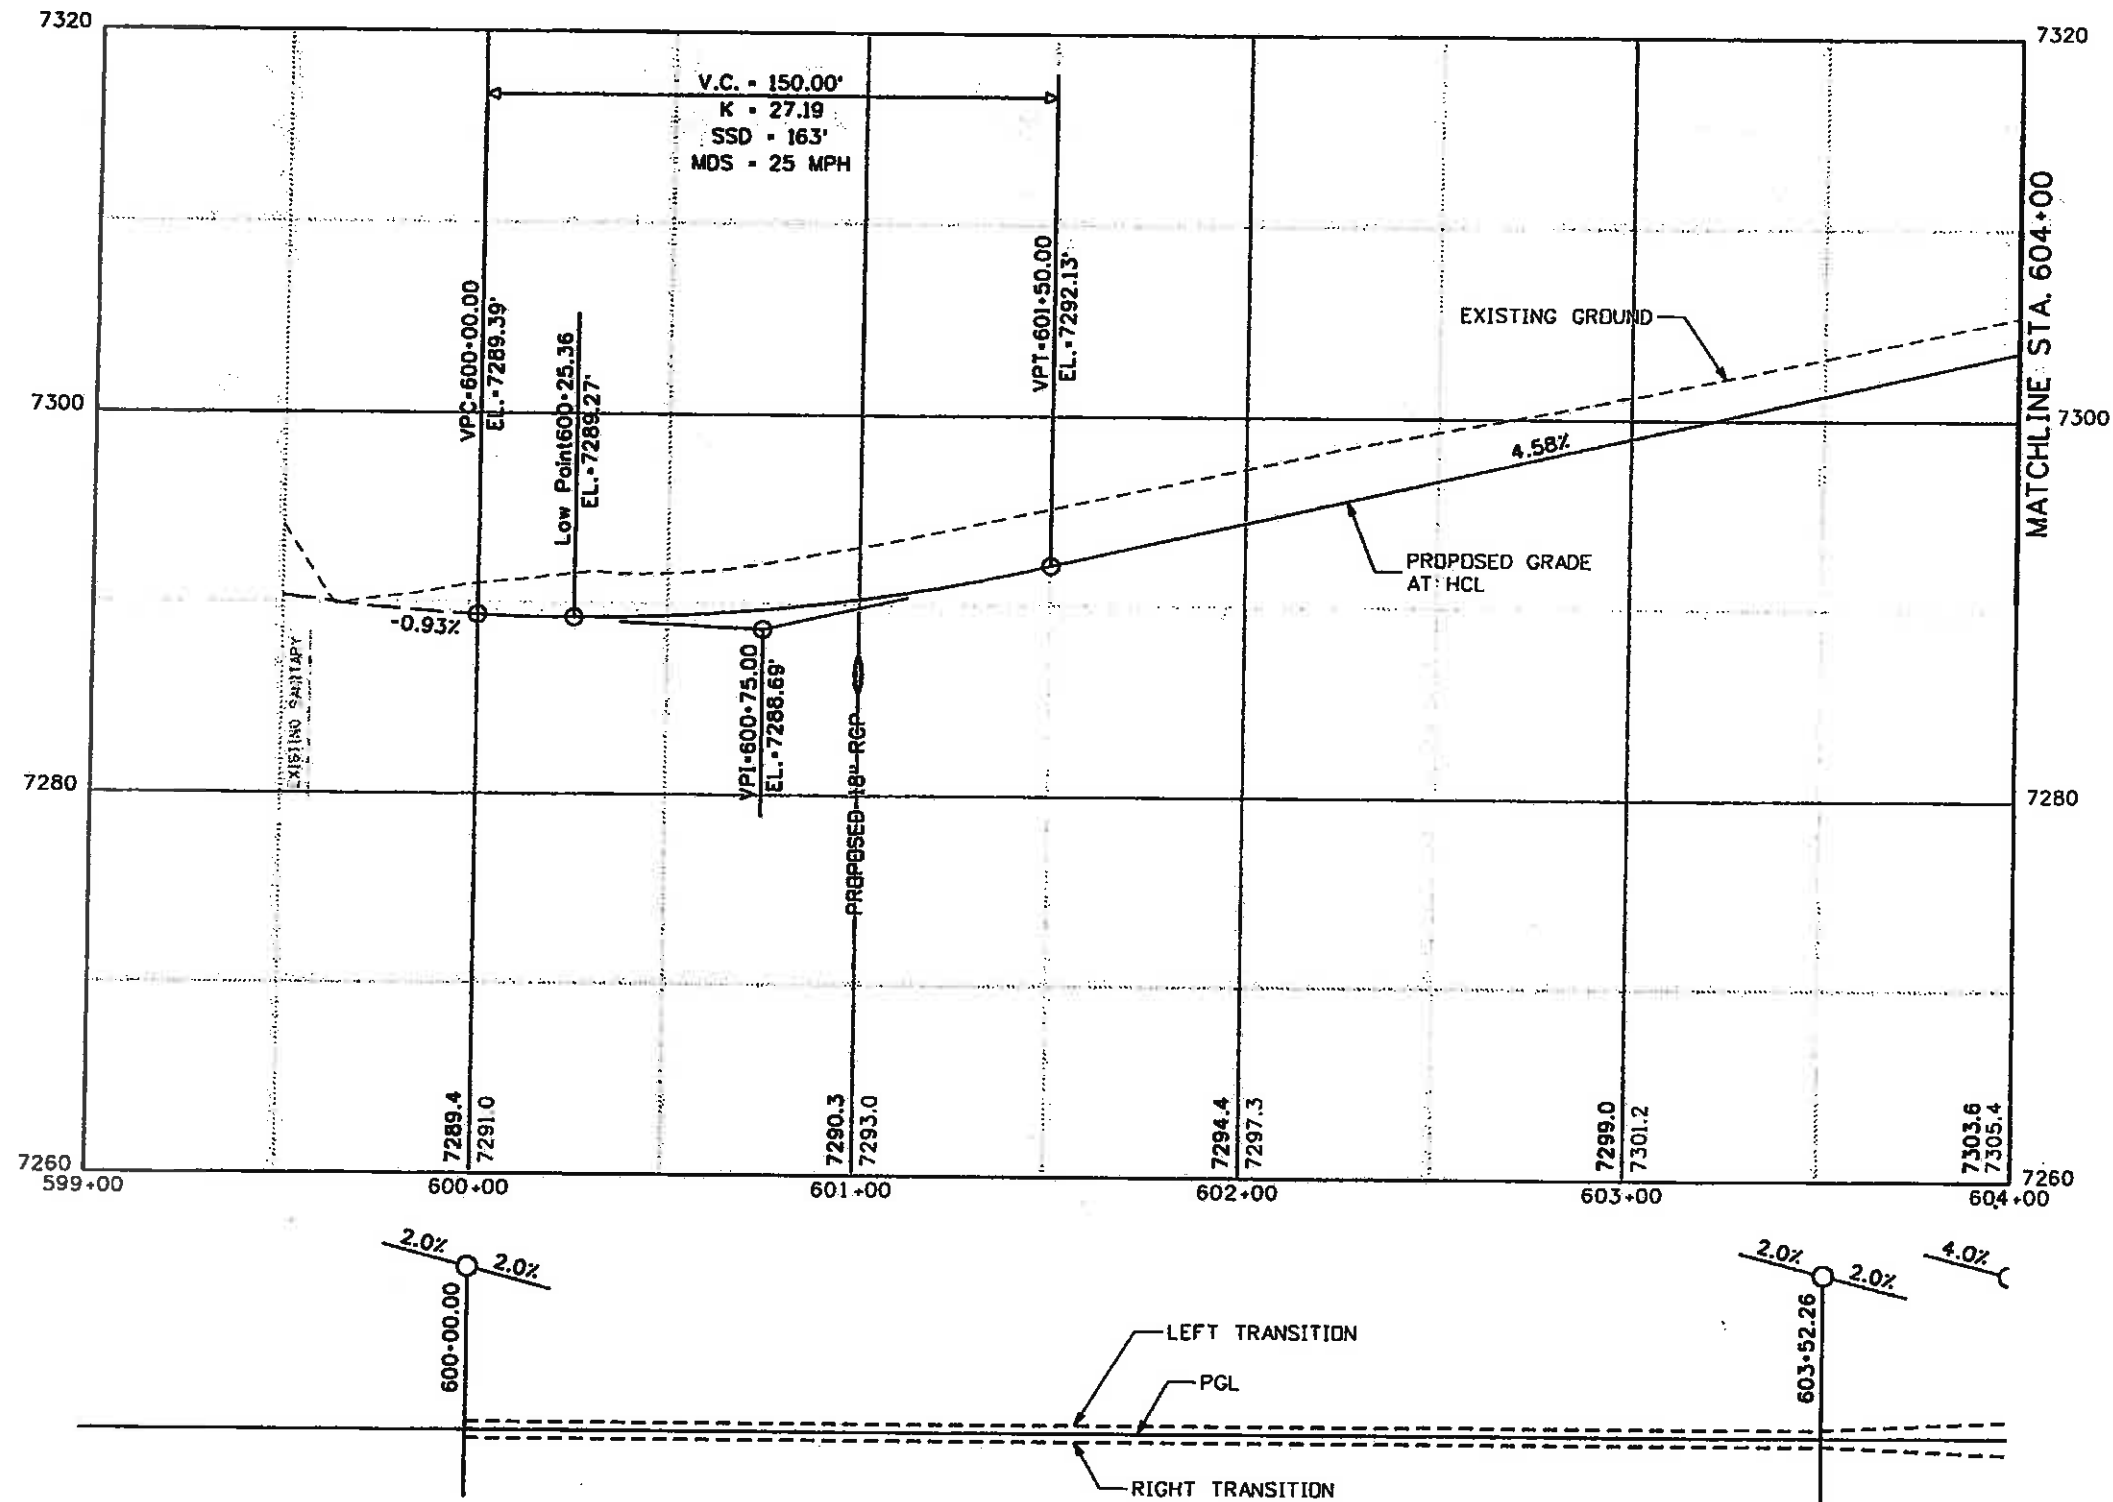 7320
7320
V.C. = 150.00'
K = 27.19
SSD = 163'
MDS = 25 MPH
VPC=600+00.00
EL.=7289.39'
Low Point600+25.36
EL.=7289.27'
VPT=601+50.00
EL.=7292.13'
EXISTING GROUND
MATCHLINE STA. 604+00
7300
7300
4.58%
PROPOSED GRADE
AT HCL
-0.93%
EXISTING SANITARY
VPI=600+75.00
EL.=7288.69'
PROPOSED 18" RCP
7280
7280
7289.4
7291.0
7290.3
7293.0
7294.4
7297.3
7299.0
7301.2
7303.6
7305.4
7260
7260
599+00
600+00
601+00
602+00
603+00
604+00
2.0%
2.0%
600+00.00
2.0%
2.0%
603+52.26
4.0%
LEFT TRANSITION
PGL
RIGHT TRANSITION